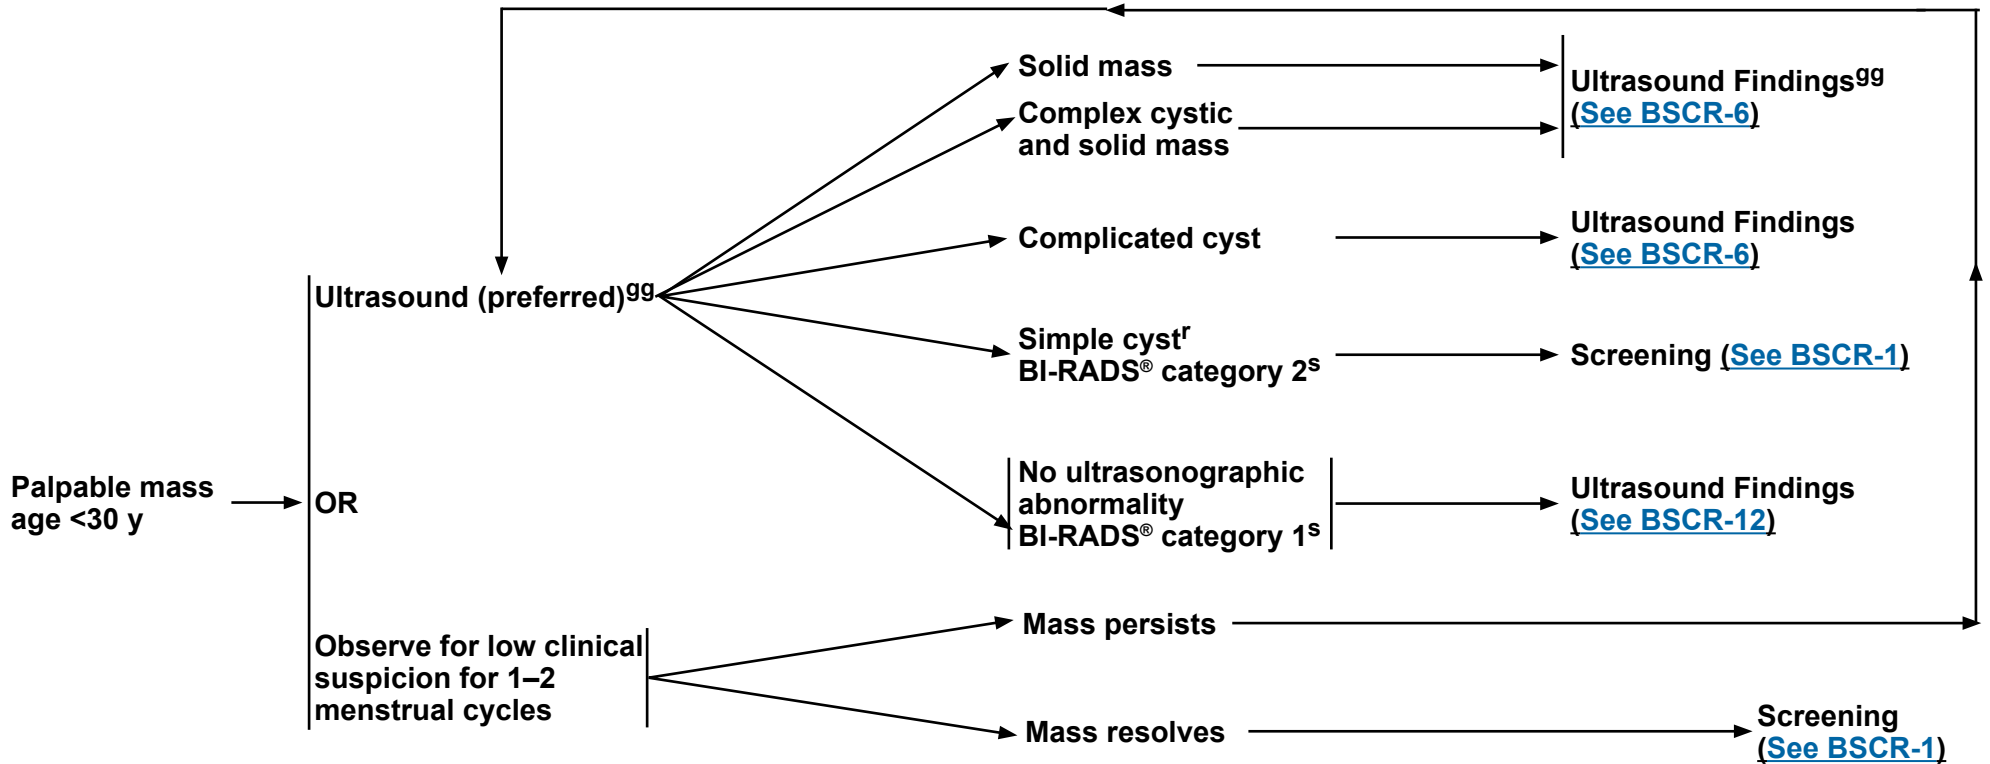 Palpable mass
age <30 y
Ultrasound (preferred)gg
OR
Observe for low clinical
suspicion for 1–2
menstrual cycles
Solid mass
Complex cystic
and solid mass
Ultrasound Findingsgg
(See BSCR-6)
Complicated cyst
Ultrasound Findings
(See BSCR-6)
Simple cystr
BI-RADS® category 2s
Screening (See BSCR-1)
No ultrasonographic
abnormality
BI-RADS® category 1s
Ultrasound Findings
(See BSCR-12)
Mass persists
Mass resolves
Screening
(See BSCR-1)